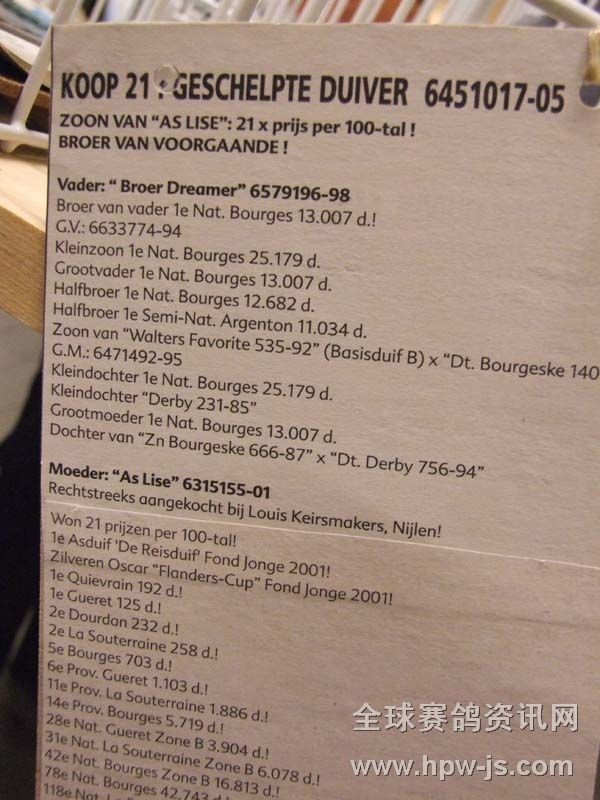 KOOP 21 : GESCHELPTE DUIVER 6451017-05
ZOON VAN "AS LISE": 21 x prijs per 100-tal !
BROER VAN VOORGAANDE !
Vader: " Broer Dreamer" 6579196-98
Broer van vader 1e Nat. Bourges 13.007 d.!
G.V.: 6633774-94
Kleinzoon 1e Nat. Bourges 25.179 d.
Grootvader 1e Nat. Bourges 13.007 d.
Halfbroer 1e Nat. Bourges 12.682 d.
Halfbroer 1e Semi-Nat. Argenton 11.034 d.
Zoon van "Walters Favorite 535-92" (Basisduif B) x "Dt. Bourgeske 140
G.M.: 6471492-95
Kleindochter 1e Nat. Bourges 25.179 d.
Kleindochter "Derby 231-85"
Grootmoeder 1e Nat. Bourges 13.007 d.
Dochter van "Zn Bourgeske 666-87" x "Dt. Derby 756-94"
Moeder: "As Lise" 6315155-01
Rechtstreeks aangekocht bij Louis Keirsmakers, Nijlen!
Won 21 prijzen per 100-tal!
1e Asduif 'De Reisduif' Fond Jonge 2001!
Zilveren Oscar "Flanders-Cup" Fond Jonge 2001!
1e Quievrain 192 d.!
1e Gueret 125 d.!
2e Dourdan 232 d.!
2e La Souterraine 258 d.!
5e Bourges 703 d.!
6e Prov. Gueret 1.103 d.!
11e Prov. La Souterraine 1.886 d.!
14e Prov. Bourges 5.719 d.!
28e Nat. Gueret Zone B 3.904 d.!
31e Nat. La Souterraine Zone B 6.078 d.!
42e Nat. Bourges Zone B 16.813 d.!
78e Nat. Bourges 42.743 d.!
118e Nat.
全球赛鸽资讯网
www.hpw-js.com